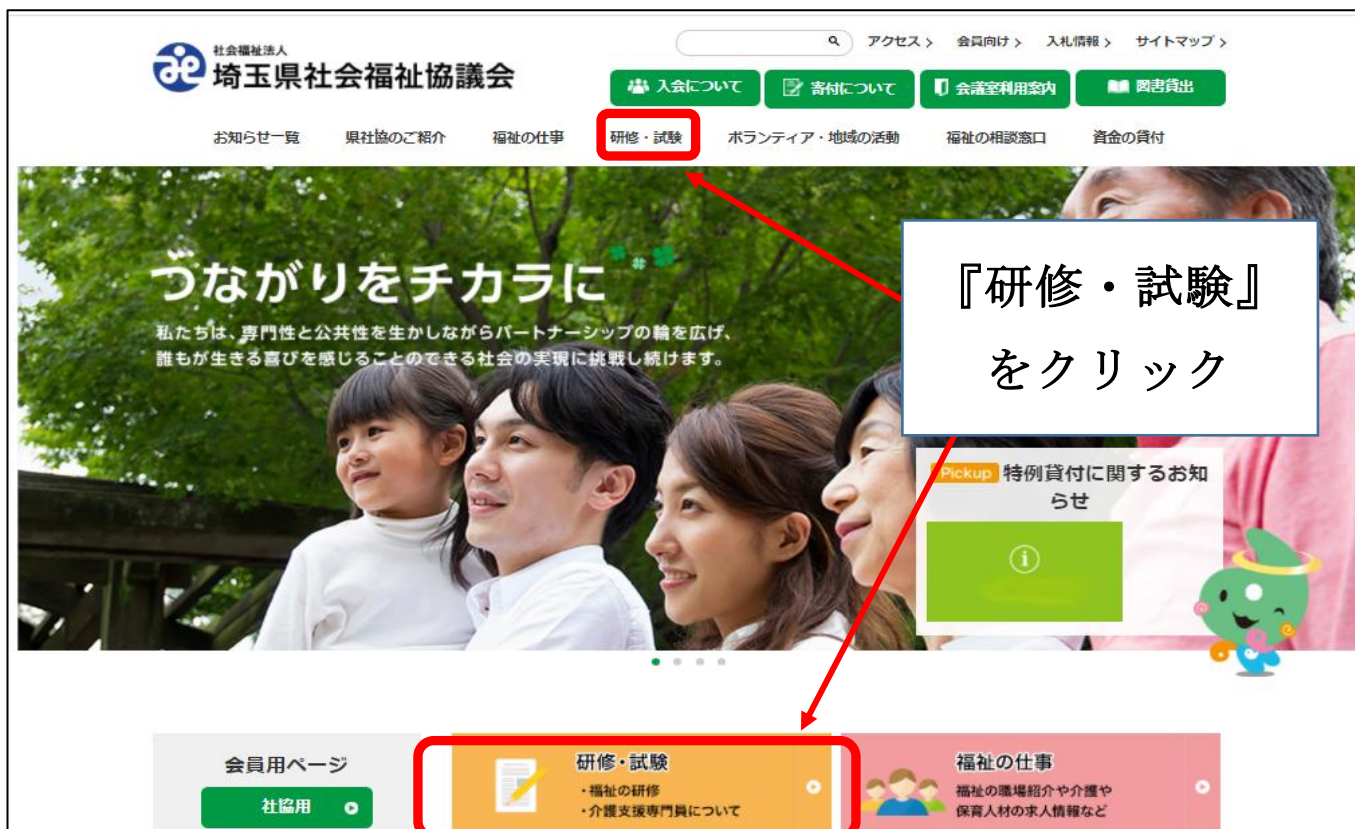 社会福祉法人
埼玉県社会福祉協議会
アクセス > 会員向け > 入札情報 > サイトマップ >
入会について 寄付について 会議室利用案内 図書貸出
お知らせ一覧 県社協のご紹介 福祉の仕事 研修・試験 ボランティア・地域の活動 福祉の相談窓口 資金の貸付
つながりをチカラに
私たちは、専門性と公共性を生かしながらパートナーシップの輪を広げ、
誰もが生きる喜びを感じることのできる社会の実現に挑戦し続けます。
『研修・試験』
をクリック
Pickup 特例貸付に関するお知
らせ
会員用ページ
社協用
研修・試験
・福祉の研修
・介護支援専門員について
福祉の仕事
福祉の職場紹介や介護や
保育人材の求人情報など